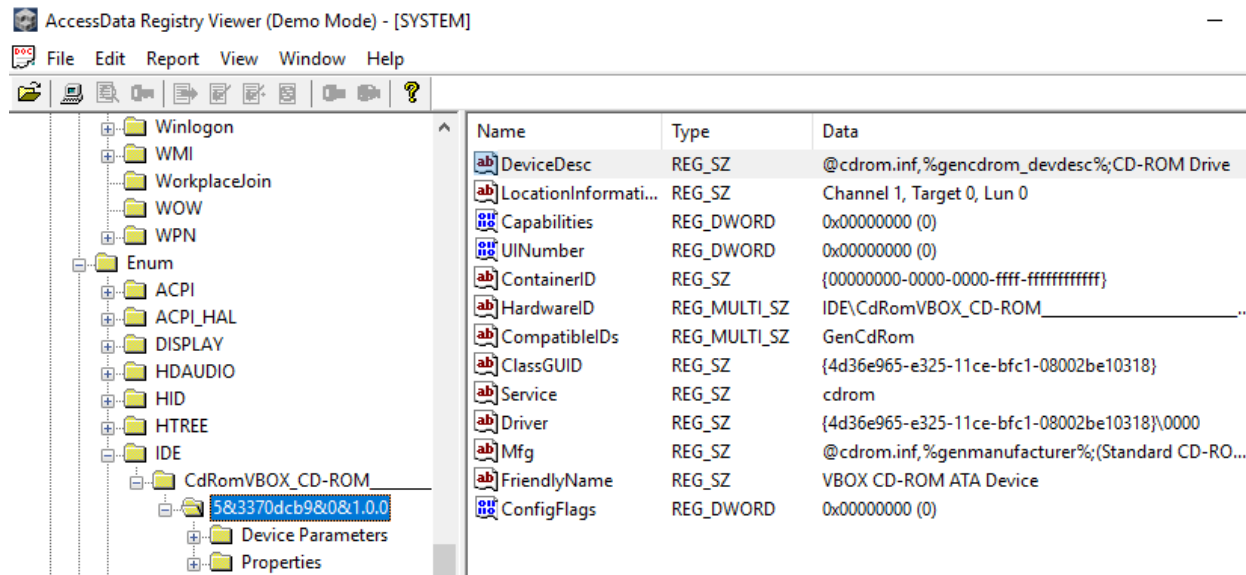 AccessData Registry Viewer (Demo Mode) - [SYSTEM]
File Edit Report View Window Help
Winlogon
WMI
WorkplaceJoin
WOW
WPN
Enum
ACPI
ACPI_HAL
DISPLAY
HDAUDIO
HID
HTREE
IDE
CdRomVBOX_CD-ROM________
5&3370dcb9&0&1.0.0
Device Parameters
Properties
Name Type Data
DeviceDesc REG_SZ @cdrom.inf,%gencdrom_devdesc%;CD-ROM Drive
LocationInformati... REG_SZ Channel 1, Target 0, Lun 0
Capabilities REG_DWORD 0x00000000 (0)
UINumber REG_DWORD 0x00000000 (0)
ContainerID REG_SZ {00000000-0000-0000-ffff-ffffffffffff}
HardwareID REG_MULTI_SZ IDE\CdRomVBOX_CD-ROM_________________________...
CompatibleIDs REG_MULTI_SZ GenCdRom
ClassGUID REG_SZ {4d36e965-e325-11ce-bfc1-08002be10318}
Service REG_SZ cdrom
Driver REG_SZ {4d36e965-e325-11ce-bfc1-08002be10318}\0000
Mfg REG_SZ @cdrom.inf,%genmanufacturer%;(Standard CD-RO...
FriendlyName REG_SZ VBOX CD-ROM ATA Device
ConfigFlags REG_DWORD 0x00000000 (0)